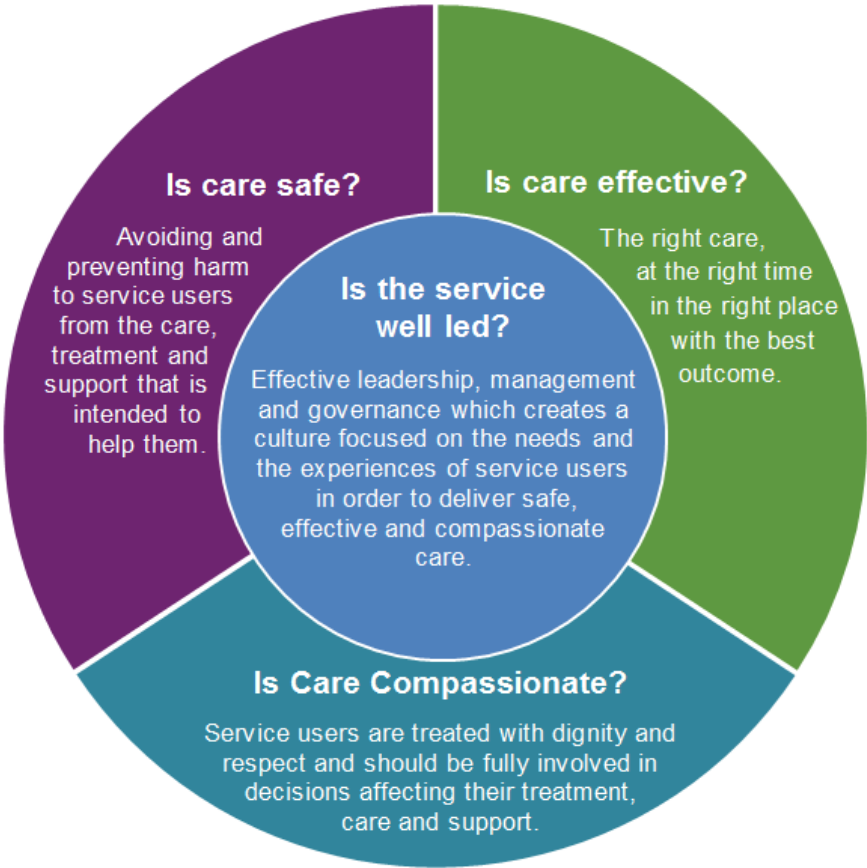 Is care safe?
Avoiding and
preventing harm
to service users
from the care,
treatment and
support that is
intended to
help them.
Is care effective?
The right care,
at the right time
in the right place
with the best
outcome.
Is the service
well led?
Effective leadership, management
and governance which creates a
culture focused on the needs and
the experiences of service users
in order to deliver safe,
effective and compassionate
care.
Is Care Compassionate?
Service users are treated with dignity and
respect and should be fully involved in
decisions affecting their treatment,
care and support.